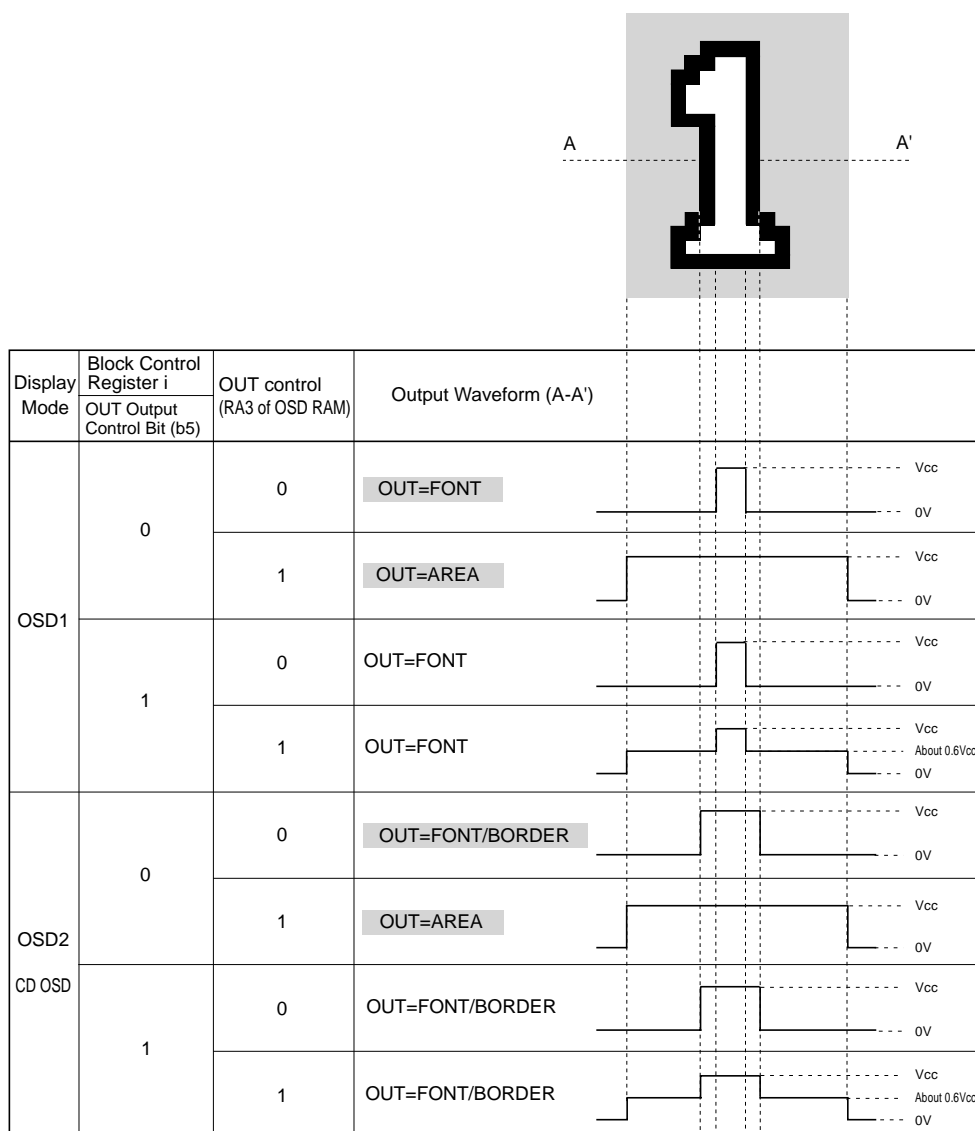 1
A A'
Display Mode
Block Control Register i
OUT Output Control Bit (b5)
OUT control (RA3 of OSD RAM)
Output Waveform (A-A')
OSD1
0
0
OUT=FONT
Vcc
0V
1
OUT=AREA
Vcc
0V
1
0
OUT=FONT
Vcc
0V
1
OUT=FONT
Vcc
About 0.6Vcc
0V
OSD2
CD OSD
0
0
OUT=FONT/BORDER
Vcc
0V
1
OUT=AREA
Vcc
0V
1
0
OUT=FONT/BORDER
Vcc
0V
1
OUT=FONT/BORDER
Vcc
About 0.6Vcc
0V